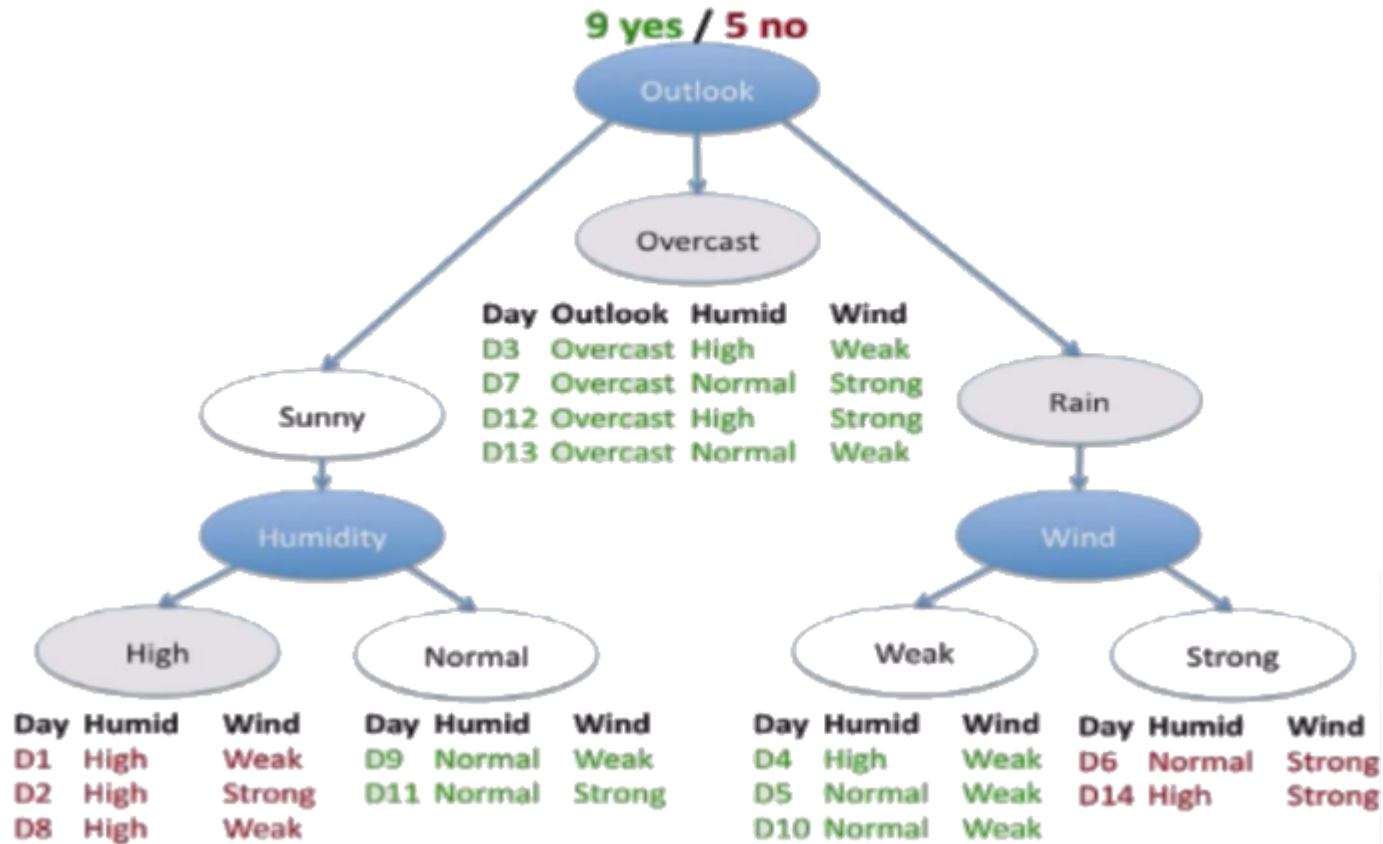 9 yes / 5 no
Outlook
Overcast
Day Outlook Humid Wind
D3 Overcast High Weak
D7 Overcast Normal Strong
D12 Overcast High Strong
D13 Overcast Normal Weak
Sunny
Rain
Humidity
Wind
High
Normal
Weak
Strong
Day Humid Wind
D1 High Weak
D2 High Strong
D8 High Weak
Day Humid Wind
D9 Normal Weak
D11 Normal Strong
Day Humid Wind
D4 High Weak
D5 Normal Weak
D10 Normal Weak
Day Humid Wind
D6 Normal Strong
D14 High Strong